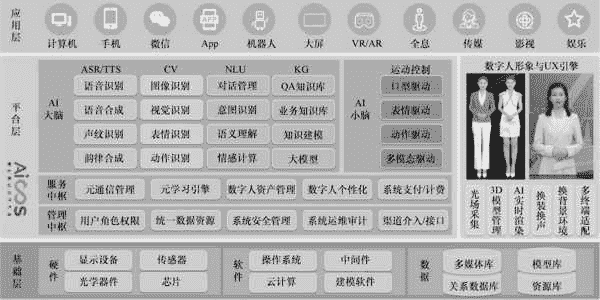 应用层
计算机 手机 微信 App 机器人 大屏 VR/AR 全息 传媒 影视 娱乐
平台层
AI大脑
ASR/TTS CV NLU KG
语音识别 图像识别 对话管理 QA知识库
语音合成 视觉识别 意图识别 业务知识库
声纹识别 表情识别 语义理解 知识建模
韵律合成 动作识别 情感计算 大模型
AI小脑
运动控制
口型驱动
表情驱动
动作驱动
多模态驱动
数字人形象与UX引擎
光场采集
3D模型管理
AI实时渲染
换装换声
换背景环境
多终端适配
AICOS
服务中枢
元通信管理 元学习引擎 数字人资产管理 数字人个性化 系统支付/计费
管理中枢
用户角色权限 统一数据资源 系统安全管理 系统运维审计 渠道介入/接口
基础层
硬件
显示设备 传感器
光学器件 芯片
软件
操作系统 中间件
云计算 建模软件
数据
多媒体库 模型库
关系数据库 资源库